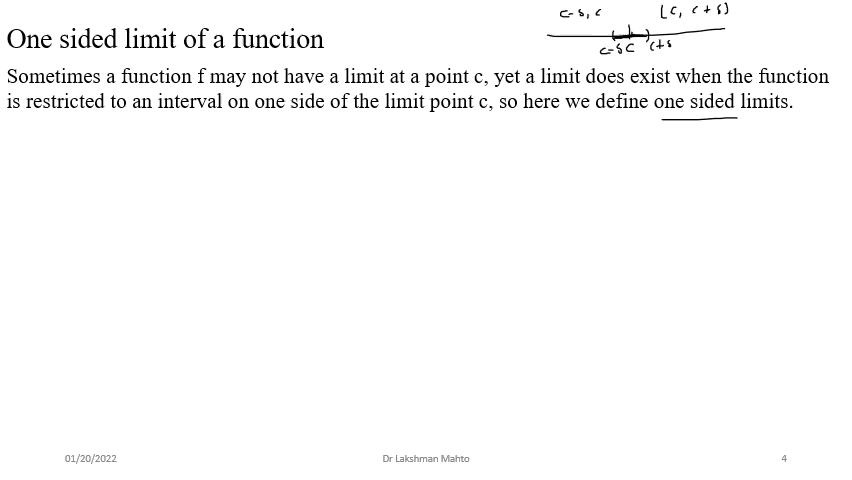 c-δ, c [c, c+δ)
One sided limit of a function
c-δ c c+δ
Sometimes a function f may not have a limit at a point c, yet a limit does exist when the function
is restricted to an interval on one side of the limit point c, so here we define one sided limits.
01/20/2022 Dr Lakshman Mahto 4